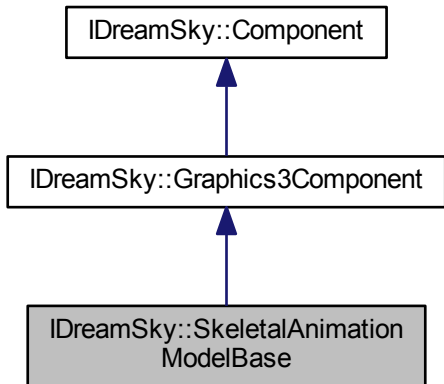 IDreamSky::Component
IDreamSky::Graphics3Component
IDreamSky::SkeletalAnimation
ModelBase